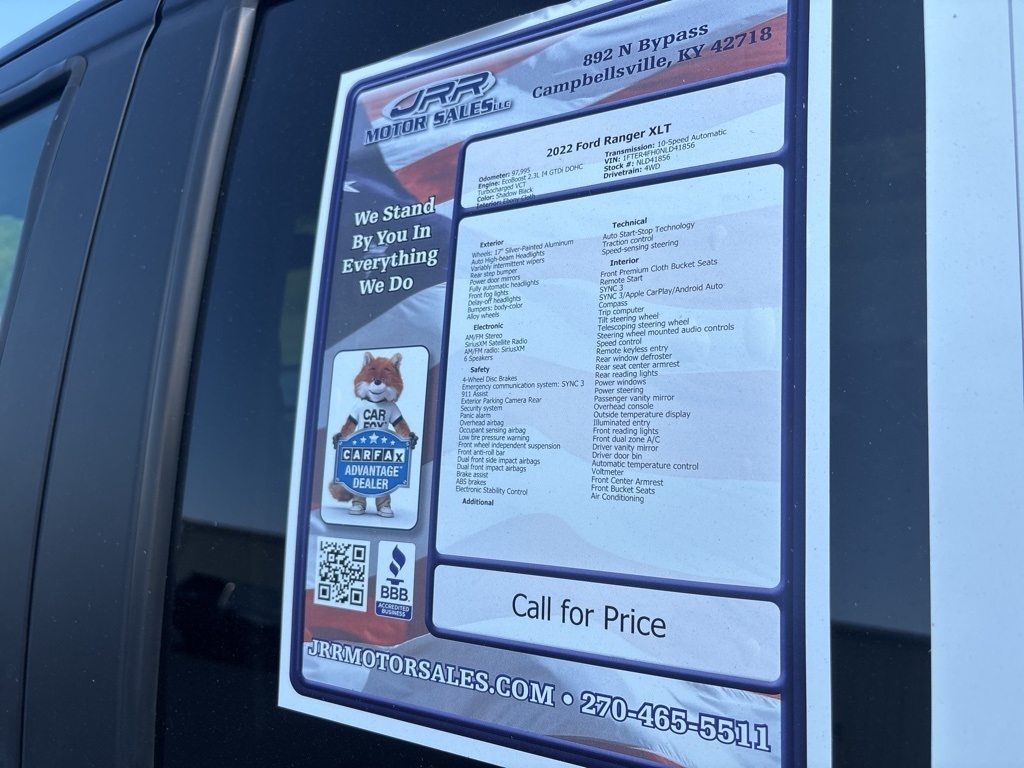 892 N Bypass
Campbellsville, KY 42718
JRR
MOTOR SALES LLC
2022 Ford Ranger XLT
Odometer: 97,995
Engine: EcoBoost 2.3L I4 GTDi DOHC
Turbocharged VCT
Color: Shadow Black
Interior: Ebony Cloth
Transmission: 10-Speed Automatic
VIN: 1FTER4FH0NLD41856
Stock #: NLD41856
Drivetrain: 4WD
We Stand
By You In
Everything
We Do
Exterior
Wheels: 17" Silver-Painted Aluminum
Auto High-beam Headlights
Variably intermittent wipers
Rear step bumper
Power door mirrors
Fully automatic headlights
Front fog lights
Delay-off headlights
Bumpers: body-color
Alloy wheels
Electronic
AM/FM Stereo
SiriusXM Satellite Radio
AM/FM radio: SiriusXM
6 Speakers
Safety
4-Wheel Disc Brakes
Emergency communication system: SYNC 3
911 Assist
Exterior Parking Camera Rear
Security system
Panic alarm
Overhead airbag
Occupant sensing airbag
Low tire pressure warning
Front wheel independent suspension
Front anti-roll bar
Dual front side impact airbags
Dual front impact airbags
Brake assist
ABS brakes
Electronic Stability Control
Additional
Technical
Auto Start-Stop Technology
Traction control
Speed-sensing steering
Interior
Front Premium Cloth Bucket Seats
Remote Start
SYNC 3
SYNC 3/Apple CarPlay/Android Auto
Compass
Trip computer
Tilt steering wheel
Telescoping steering wheel
Steering wheel mounted audio controls
Speed control
Remote keyless entry
Rear window defroster
Rear seat center armrest
Rear reading lights
Power windows
Power steering
Passenger vanity mirror
Overhead console
Outside temperature display
Illuminated entry
Front reading lights
Front dual zone A/C
Driver vanity mirror
Driver door bin
Automatic temperature control
Voltmeter
Front Center Armrest
Front Bucket Seats
Air Conditioning
CAR
FOX
CARFAX
ADVANTAGE
DEALER
BBB
ACCREDITED
BUSINESS
Call for Price
JRRMOTORSALES.COM • 270-465-5511